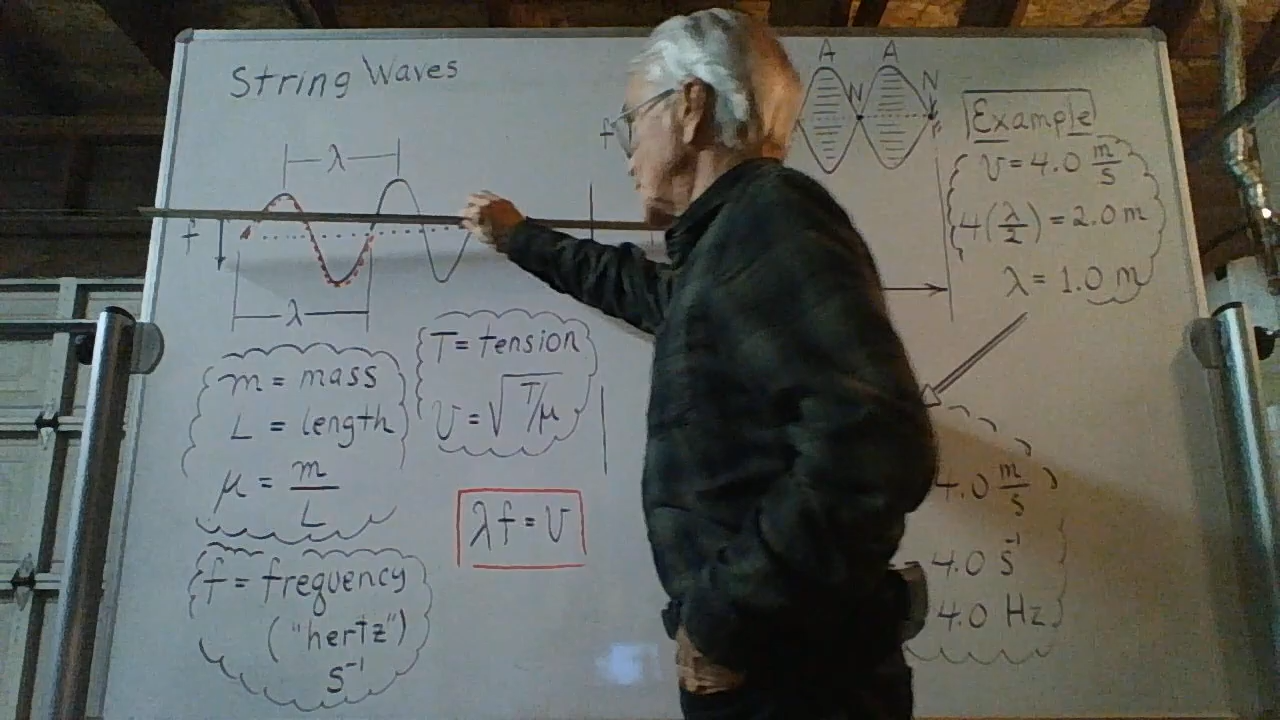 String Waves
λ
f
λ
m = mass
L = length
μ = m/L
T = tension
v = √T/μ
λf = v
f = frequency
("hertz")
s⁻¹
f
A A
N N
Example
v = 4.0 m/s
4(λ/2) = 2.0 m
λ = 1.0 m
4.0 m/s
4.0 s⁻¹
4.0 Hz